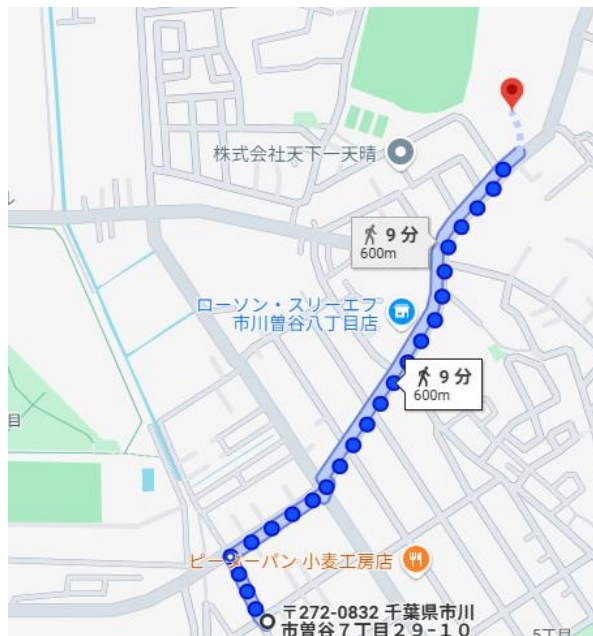 株式会社天下一天晴
9 分
600m
ローソン・スリーエフ
市川曽谷八丁目店
9 分
600m
目
ピーターパン 小麦工房店
〒272-0832 千葉県市川
市曽谷７丁目２９−１０
5丁目